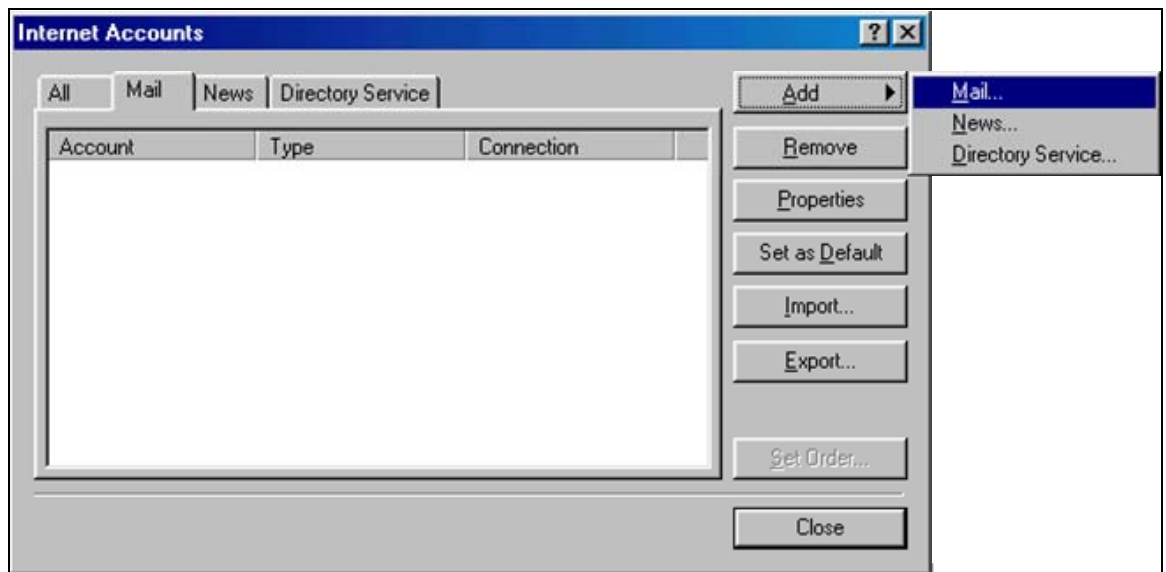 Internet Accounts
All Mail News Directory Service
Add
Mail...
News...
Directory Service...
Account Type Connection
Remove
Properties
Set as Default
Import...
Export...
Set Order...
Close